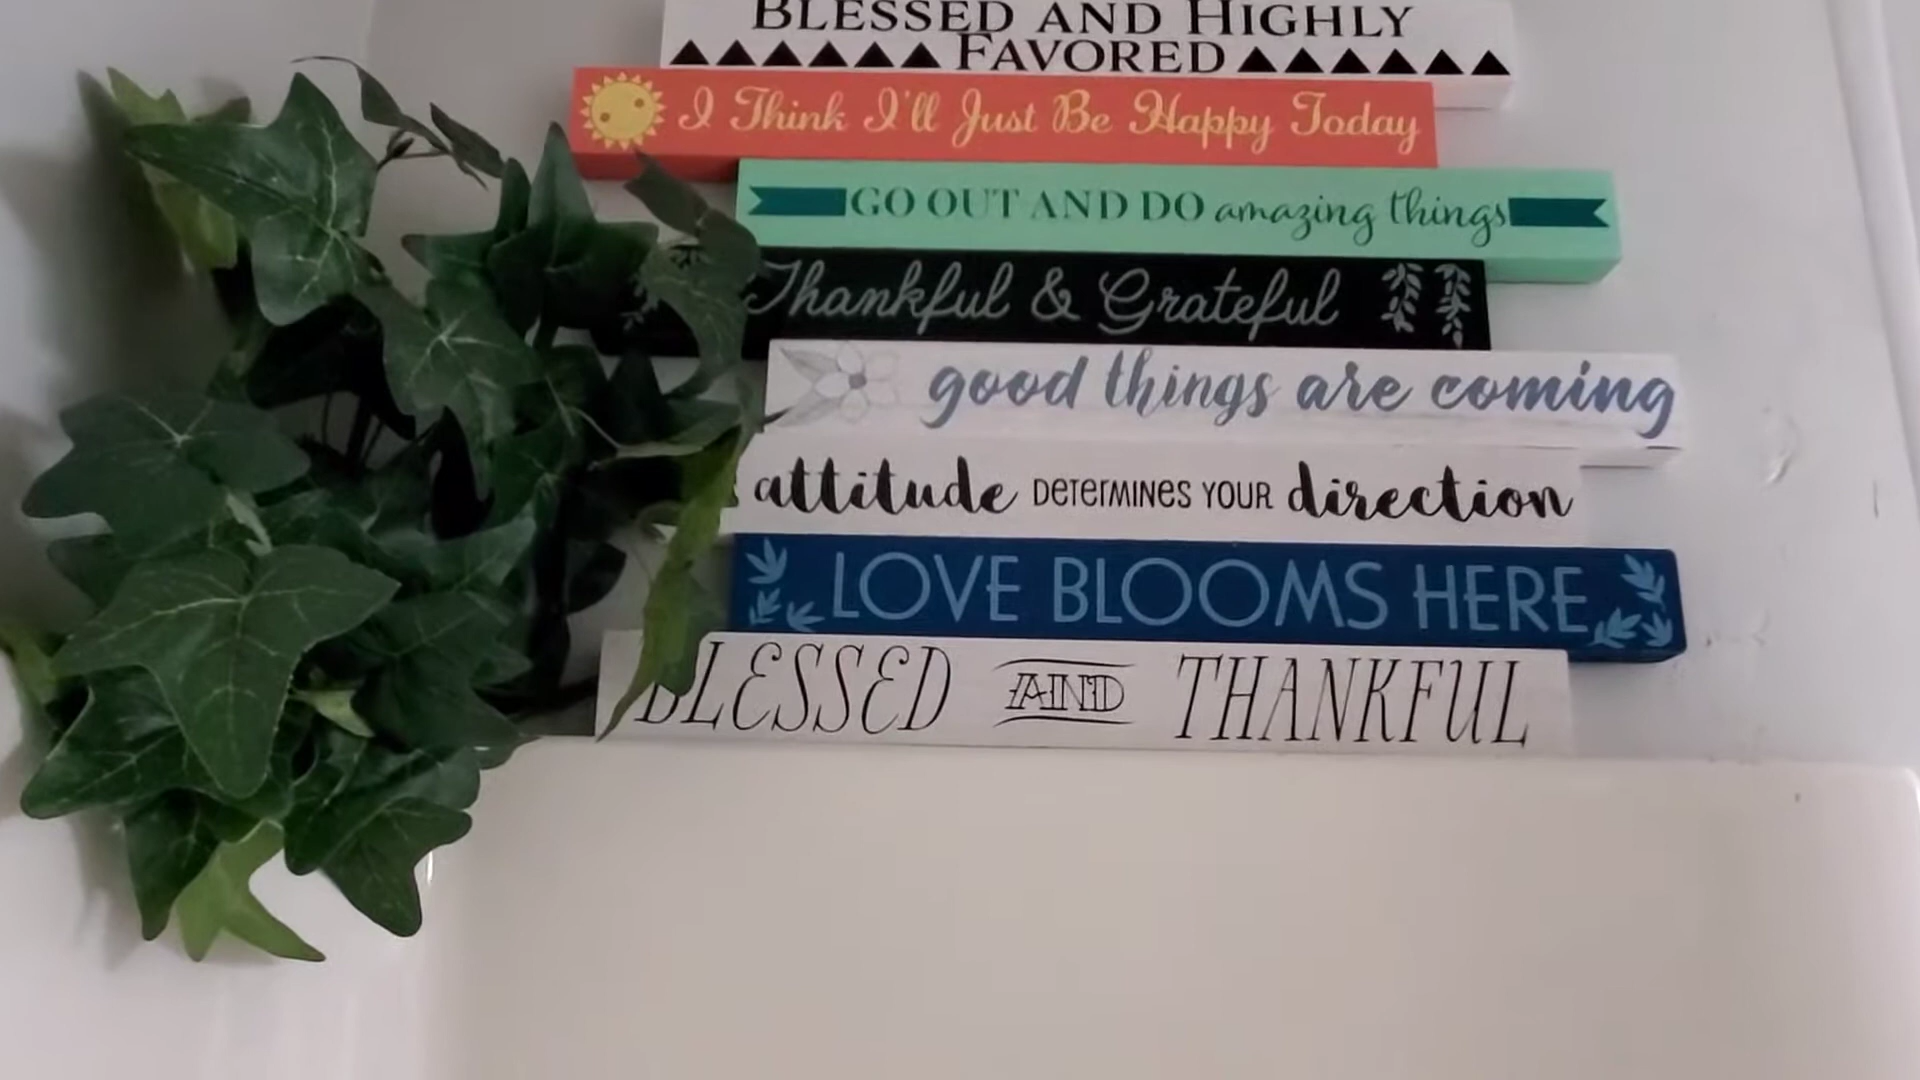 BLESSED AND HIGHLY
FAVORED
I Think I'll Just Be Happy Today
GO OUT AND DO amazing things
Thankful & Grateful
good things are coming
attitude DETERMINES YOUR direction
LOVE BLOOMS HERE
BLESSED AND THANKFUL